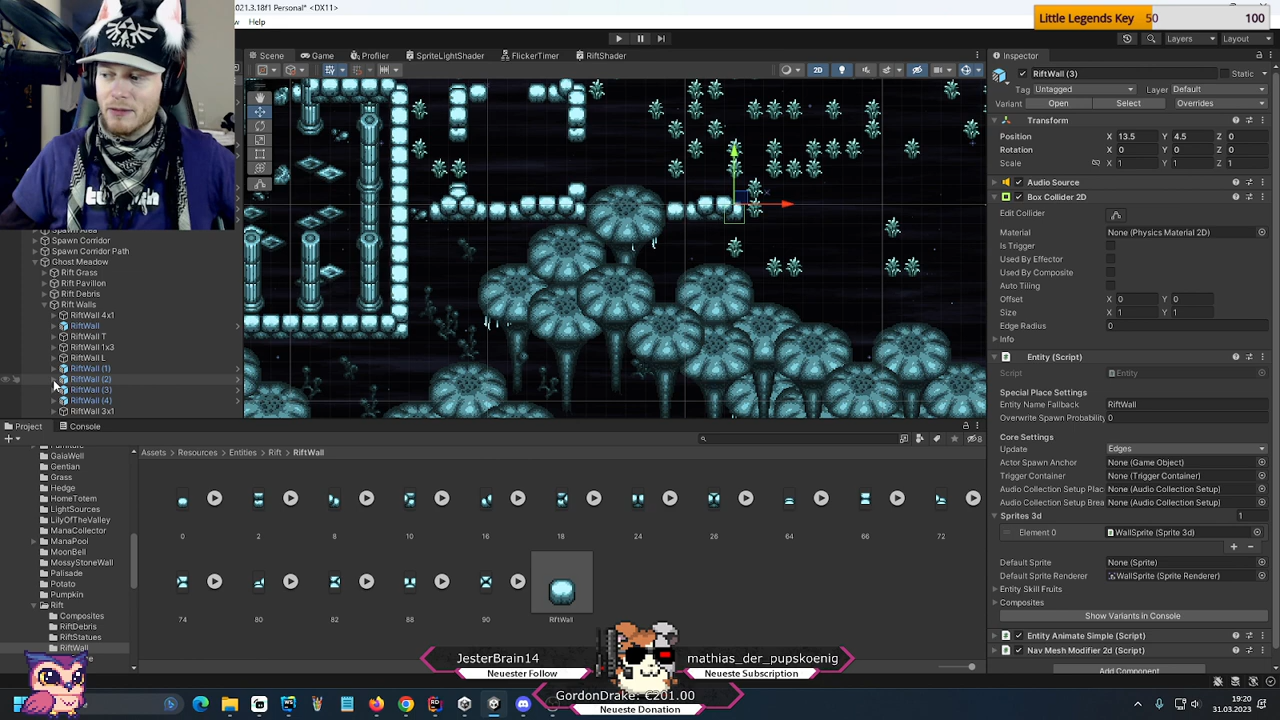 021.3.18f1 Personal* <DX11>
Help
Little Legends Key 50 100
Layers Layout
Scene Game Profiler SpriteLightShader FlickerTimer RiftShader
2D
Inspector
RiftWall (3) Static
Tag Untagged Layer Default
Variant Open Select Overrides
Transform
Position X 13.5 Y 4.5 Z 0
Rotation X 0 Y 0 Z 0
Scale X 1 Y 1 Z 1
Audio Source
Box Collider 2D
Edit Collider
Material None (Physics Material 2D)
Is Trigger
Used By Effector
Used By Composite
Auto Tiling
Offset X 0 Y 0
Size X 1 Y 1
Edge Radius 0
Info
Entity (Script)
Script Entity
Special Place Settings
Entity Name Fallback RiftWall
Overwrite Spawn Probability 0
Core Settings
Update Edges
Actor Spawn Anchor None (Game Object)
Trigger Container None (Trigger Container)
Audio Collection Setup Plac None (Audio Collection Setup)
Audio Collection Setup Brea None (Audio Collection Setup)
Sprites 3d 1
Element 0 WallSprite (Sprite 3d)
Default Sprite None (Sprite)
Default Sprite Renderer WallSprite (Sprite Renderer)
Entity Skill Fruits
Composites
Show Variants in Console
Entity Animate Simple (Script)
Nav Mesh Modifier 2d (Script)
Add Component
Spawn Area
Spawn Corridor
Spawn Corridor Path
Ghost Meadow
Rift Grass
Rift Pavilion
Rift Debris
Rift Walls
RiftWall 4x1
RiftWall
RiftWall T
RiftWall 1x3
RiftWall L
RiftWall (1)
RiftWall (2)
RiftWall (3)
RiftWall (4)
RiftWall 3x1
Project Console
8
Assets Resources Entities Rift RiftWall
GaiaWell
Gentian
Grass
Hedge
HomeTotem
LightSources
LilyOfTheValley
ManaCollector
ManaPool
MoonBell
MossyStoneWall
Palisade
Potato
Pumpkin
Rift
Composites
RiftDebris
RiftStatues
RiftWall
0 2 8 10 16 18 24 26 64 66 72
74 80 82 88 90 RiftWall
JesterBrain14
Neuester Follow
mathias_der_pupskoenig
Neueste Subscription
GordonDrake: €201.00
Neueste Donation
19:20
31.03.2023